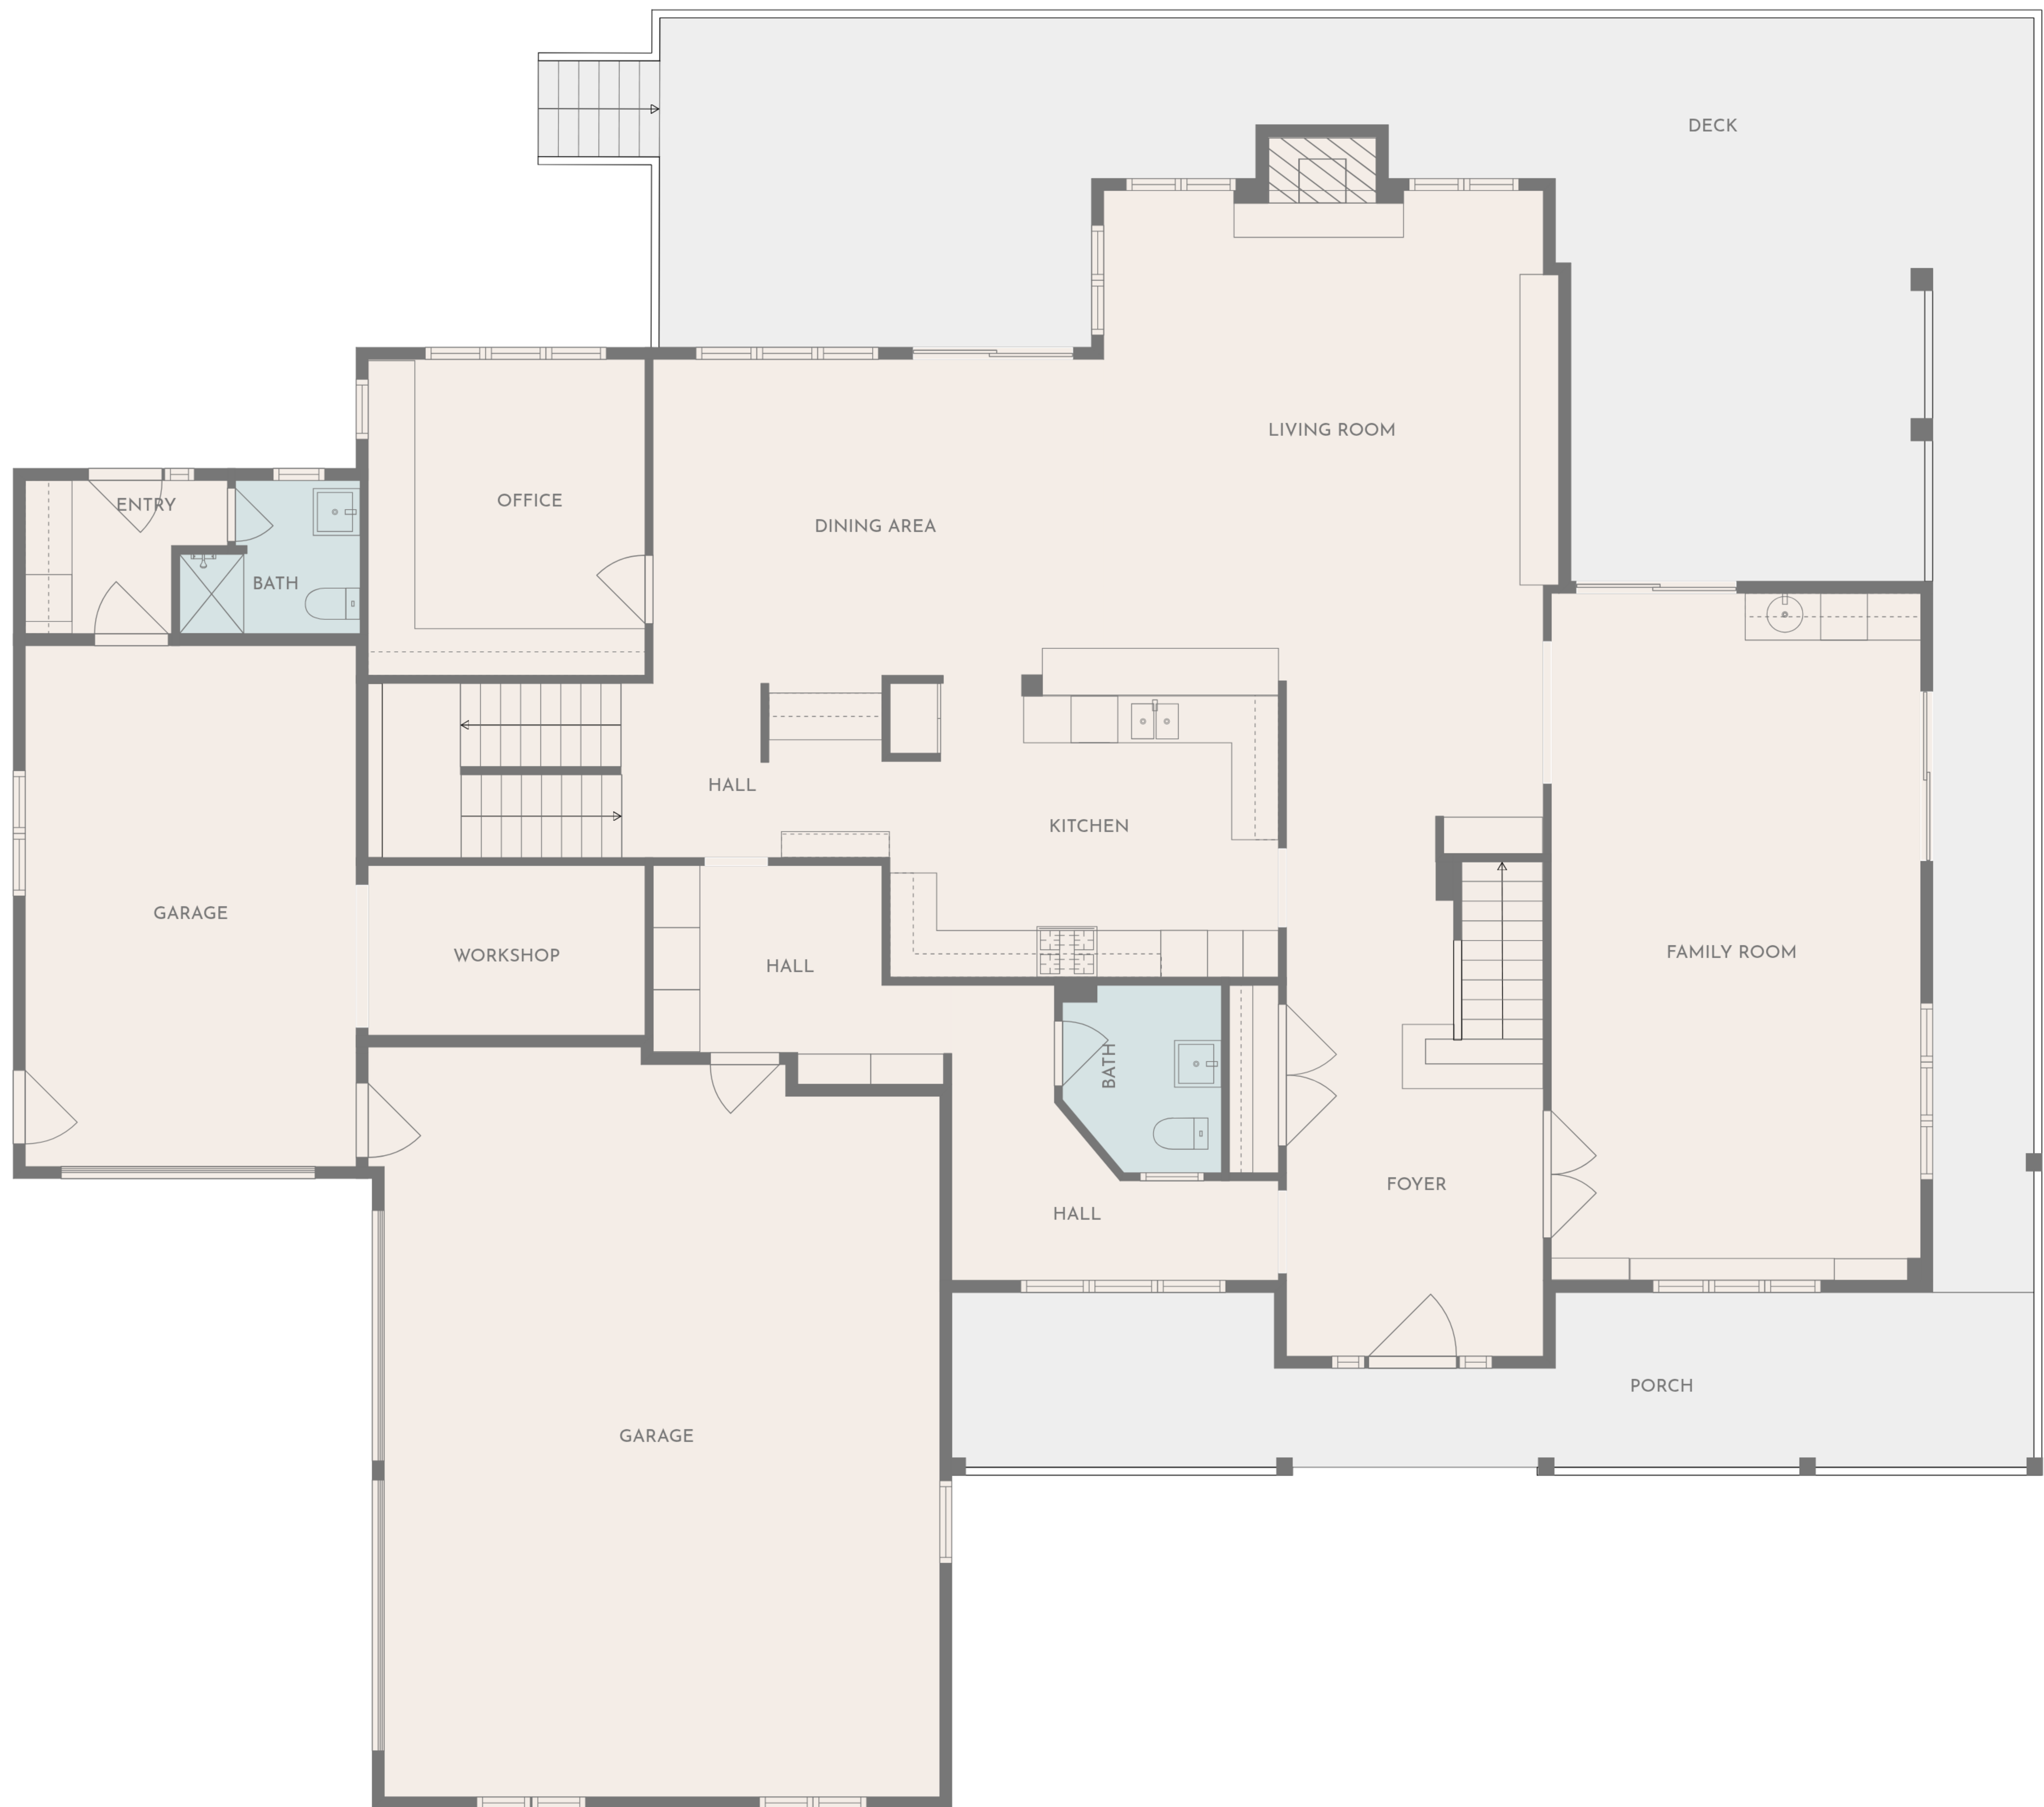 DECK
LIVING ROOM
OFFICE
ENTRY
DINING AREA
BATH
HALL
KITCHEN
GARAGE
WORKSHOP
HALL
FAMILY ROOM
BATH
FOYER
HALL
PORCH
GARAGE